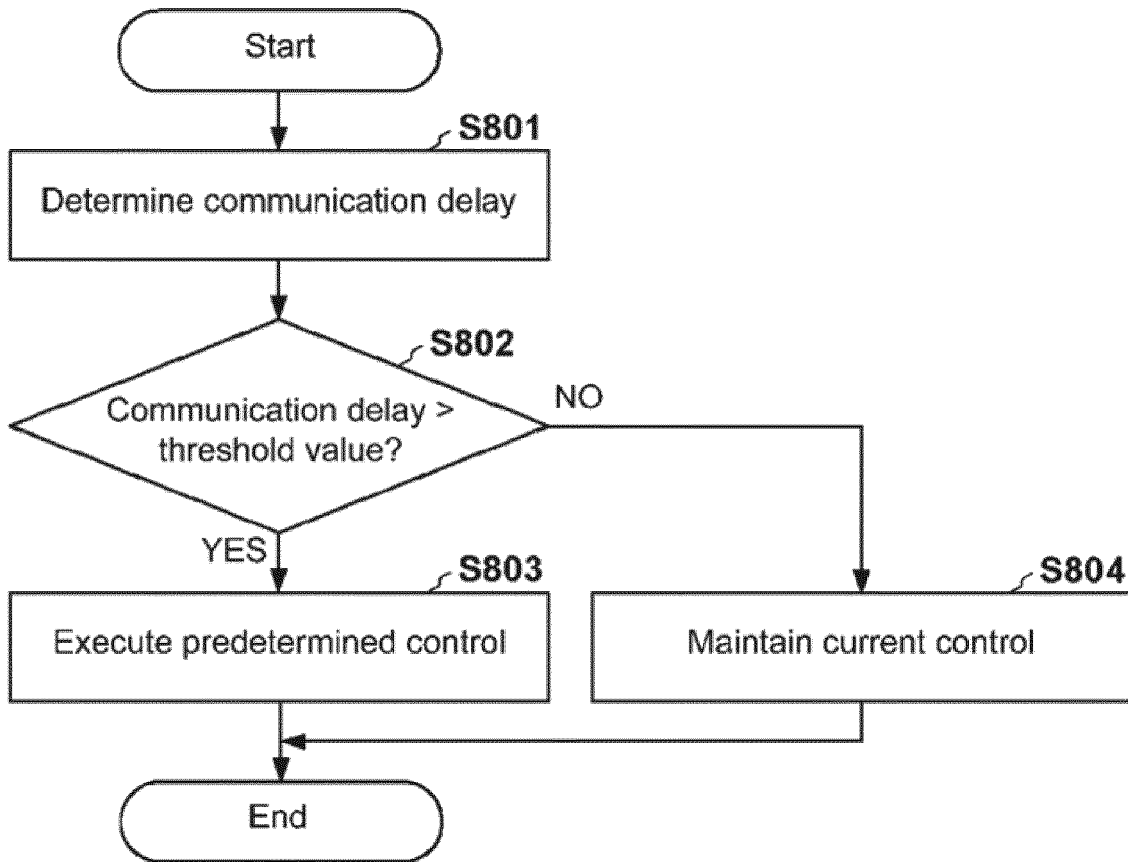 Start
S801
Determine communication delay
S802
Communication delay >
threshold value?
NO
YES
S803
Execute predetermined control
S804
Maintain current control
End